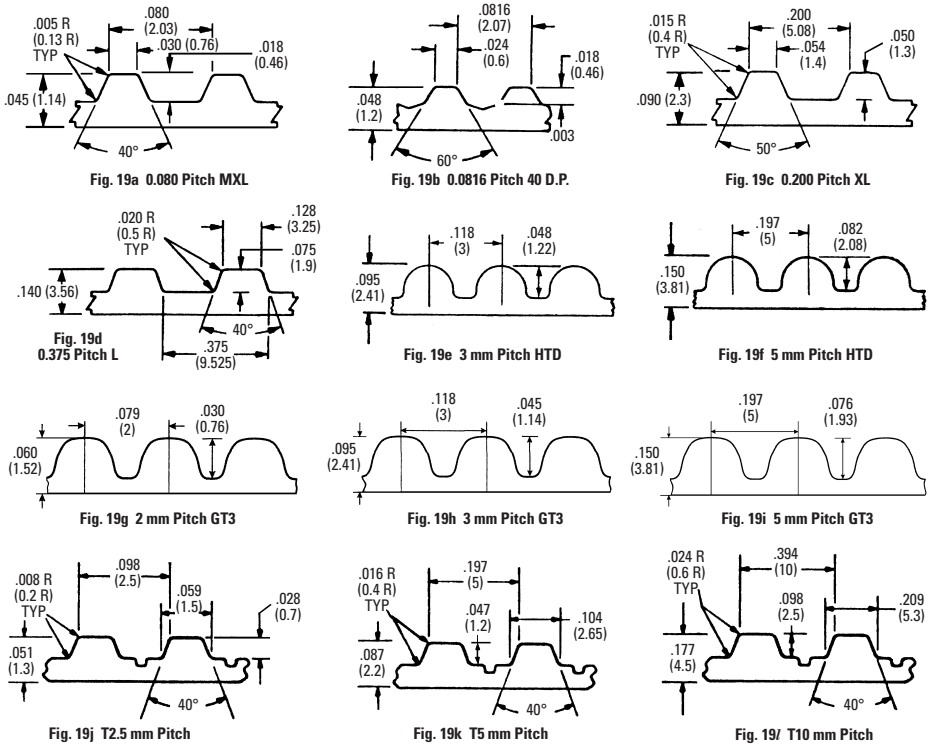 .005 R
(0.13 R)
TYP
.080
(2.03)
.030 (0.76)
.018
(0.46)
.045 (1.14)
40°
Fig. 19a 0.080 Pitch MXL
.0816
(2.07)
.024
(0.6)
.018
(0.46)
.048
(1.2)
.003
60°
Fig. 19b 0.0816 Pitch 40 D.P.
.015 R
(0.4 R)
TYP
.200
(5.08)
.054
(1.4)
.050
(1.3)
.090 (2.3)
50°
Fig. 19c 0.200 Pitch XL
.020 R
(0.5 R)
TYP
.128
(3.25)
.075
(1.9)
.140 (3.56)
40°
.375
(9.525)
Fig. 19d
0.375 Pitch L
.118
(3)
.048
(1.22)
.095
(2.41)
Fig. 19e 3 mm Pitch HTD
.197
(5)
.082
(2.08)
.150
(3.81)
Fig. 19f 5 mm Pitch HTD
.079
(2)
.030
(0.76)
.060
(1.52)
Fig. 19g 2 mm Pitch GT3
.118
(3)
.045
(1.14)
.095
(2.41)
Fig. 19h 3 mm Pitch GT3
.197
(5)
.076
(1.93)
.150
(3.81)
Fig. 19i 5 mm Pitch GT3
.008 R
(0.2 R)
TYP
.098
(2.5)
.059
(1.5)
.028
(0.7)
.051
(1.3)
40°
Fig. 19j T2.5 mm Pitch
.016 R
(0.4 R)
TYP
.197
(5)
.047
(1.2)
.104
(2.65)
.087
(2.2)
40°
Fig. 19k T5 mm Pitch
.024 R
(0.6 R)
TYP
.394
(10)
.098
(2.5)
.209
(5.3)
.177
(4.5)
40°
Fig. 19l T10 mm Pitch